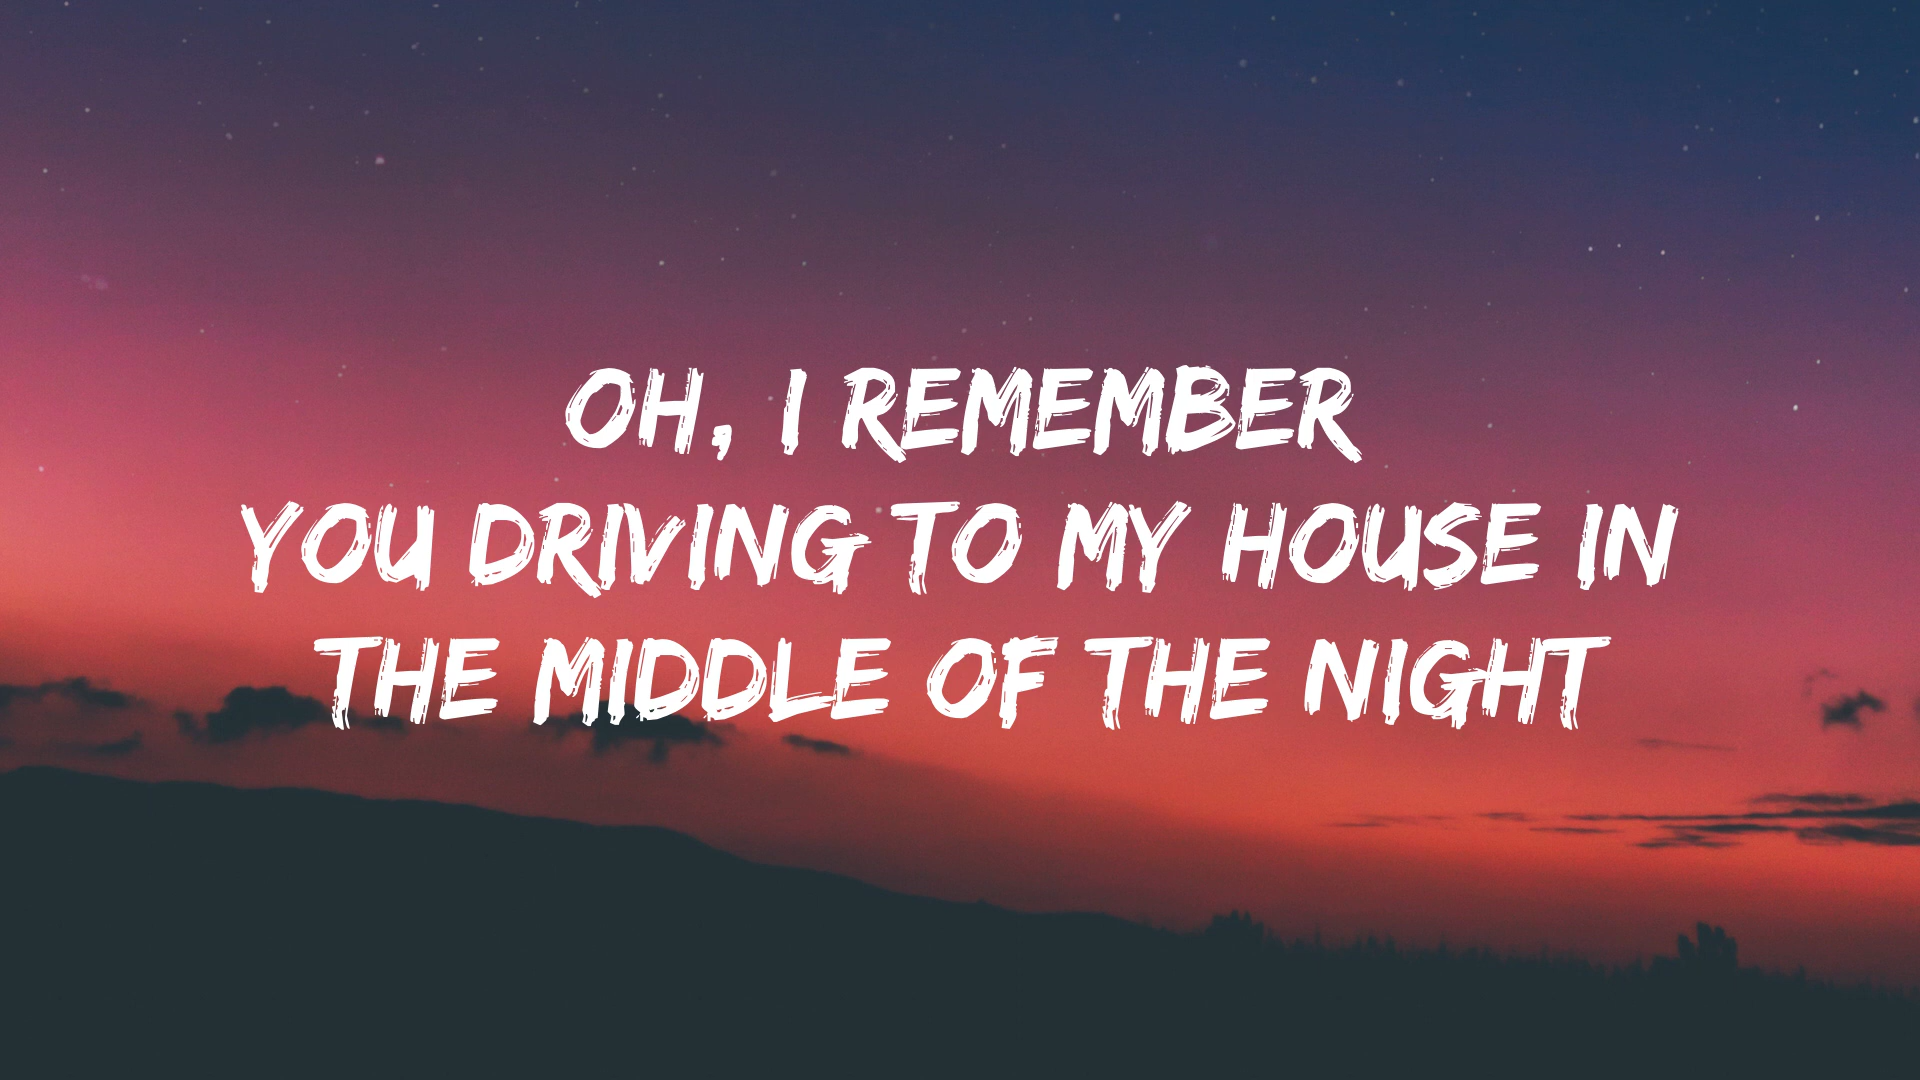 OH, I REMEMBER
YOU DRIVING TO MY HOUSE IN
THE MIDDLE OF THE NIGHT